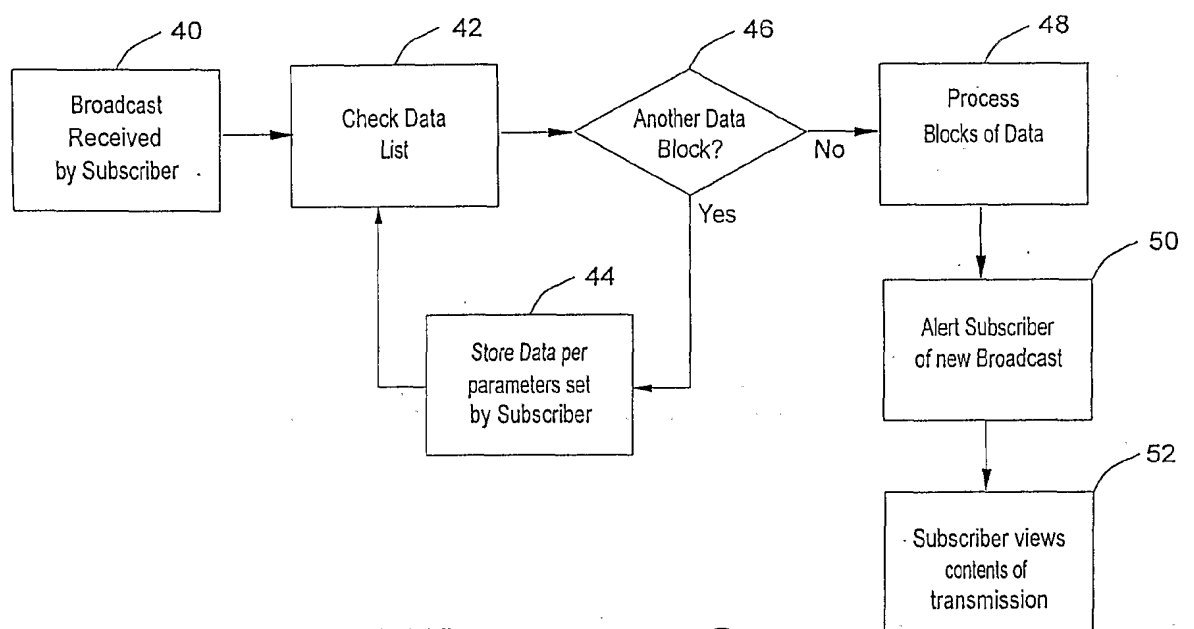 40
Broadcast
Received
by Subscriber
42
Check Data
List
46
Another Data
Block?
No
Yes
48
Process
Blocks of Data
44
Store Data per
parameters set
by Subscriber
50
Alert Subscriber
of new Broadcast
52
Subscriber views
contents of
transmission